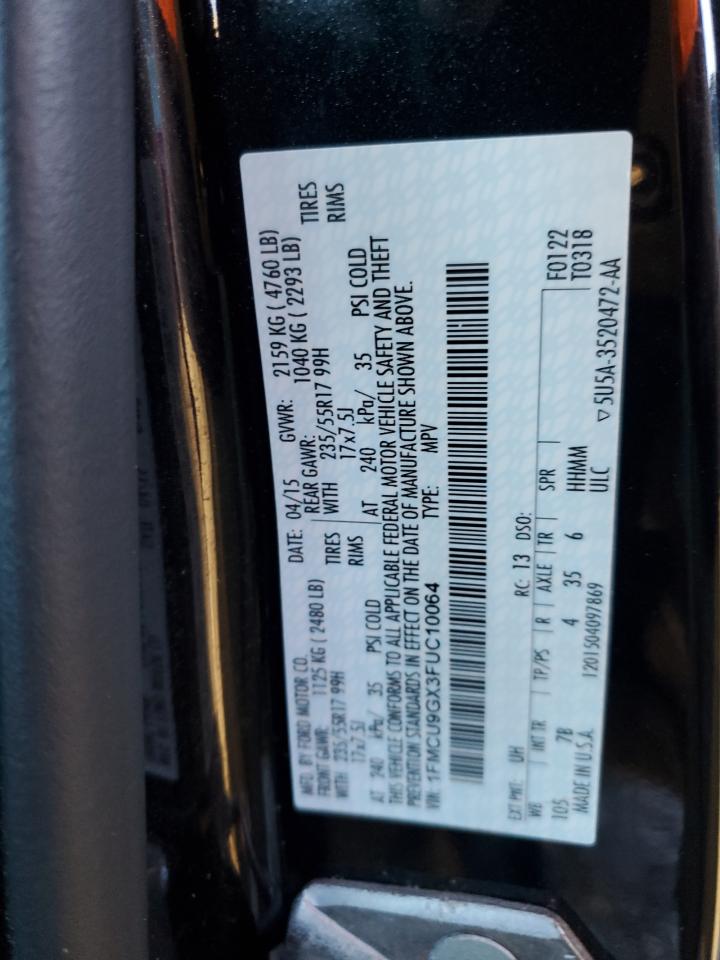 MFD. BY FORD MOTOR CO. DATE: 04/15 GVWR: 2159 KG ( 4760 LB)
FRONT GAWR: 1125 KG ( 2480 LB) REAR GAWR: 1040 KG ( 2293 LB)
WITH 235/55R17 99H TIRES WITH 235/55R17 99H TIRES
17x7.5J RIMS 17x7.5J RIMS
AT 240 kPa/ 35 PSI COLD AT 240 kPa/ 35 PSI COLD
THIS VEHICLE CONFORMS TO ALL APPLICABLE FEDERAL MOTOR VEHICLE SAFETY AND THEFT
PREVENTION STANDARDS IN EFFECT ON THE DATE OF MANUFACTURE SHOWN ABOVE.
VIN: 1FMCU9GX3FUC10064 TYPE: MPV
EXT PNT: UH RC: 13 DSO:
WB INT TR TP/PS R AXLE TR SPR F0122
105 7B 4 35 6 HHMM T0318
MADE IN U.S.A. 1201504097869 ULC ▽5U5A-3520472-AA